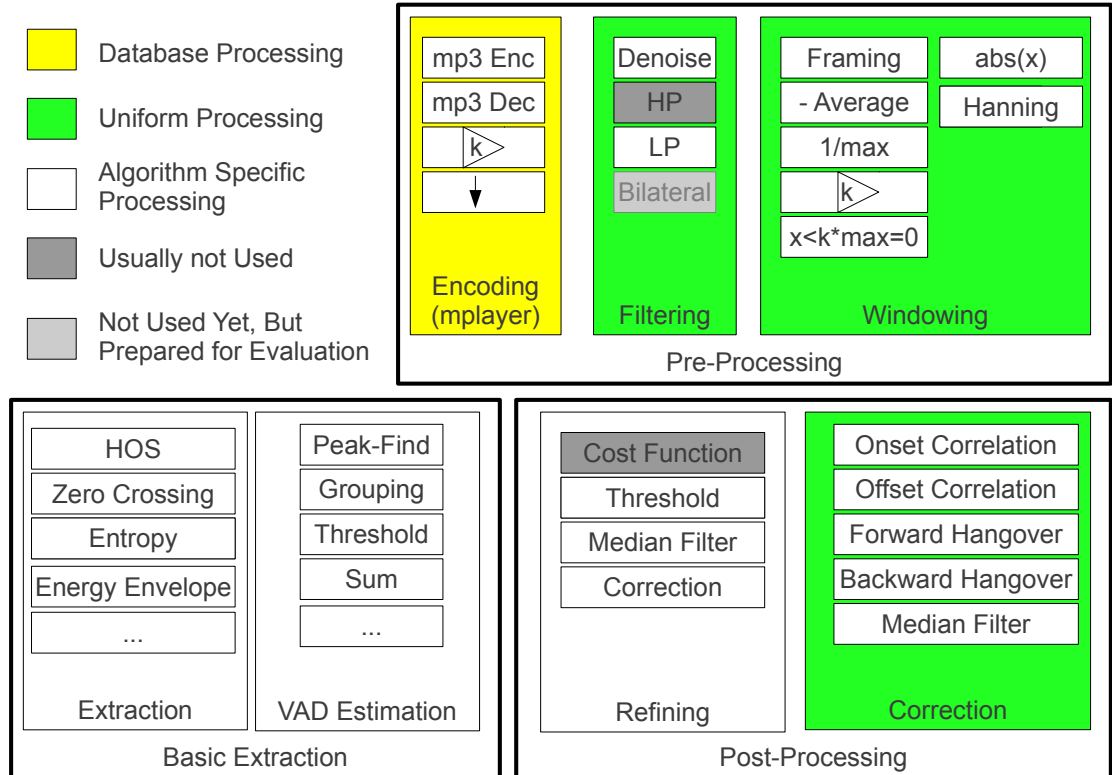 Database Processing
Uniform Processing
Algorithm Specific
Processing
Usually not Used
Not Used Yet, But
Prepared for Evaluation
mp3 Enc
mp3 Dec
k
Encoding
(mplayer)
Denoise
HP
LP
Bilateral
Filtering
Framing
- Average
1/max
k
x<k*max=0
abs(x)
Hanning
Windowing
Pre-Processing
HOS
Zero Crossing
Entropy
Energy Envelope
...
Extraction
Peak-Find
Grouping
Threshold
Sum
...
VAD Estimation
Basic Extraction
Cost Function
Threshold
Median Filter
Correction
Refining
Onset Correlation
Offset Correlation
Forward Hangover
Backward Hangover
Median Filter
Correction
Post-Processing